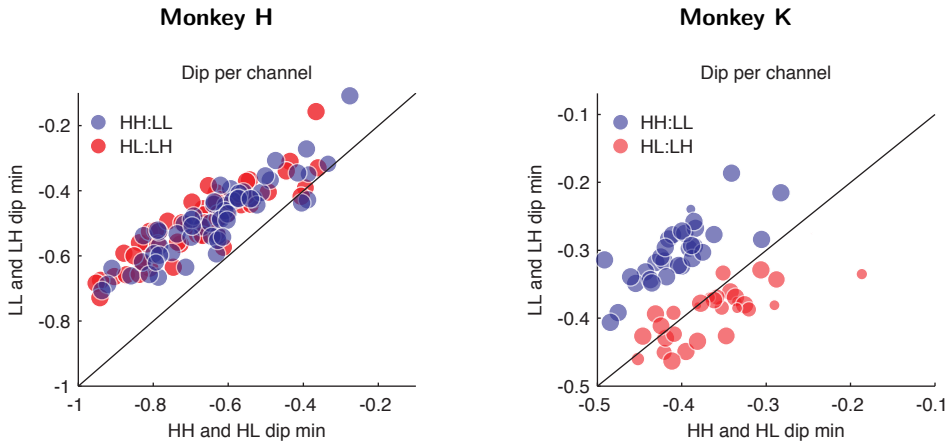 Monkey H
Dip per channel
LL and LH dip min
-0.2
-0.4
-0.6
-0.8
-1
HH:LL
HL:LH
-1 -0.8 -0.6 -0.4 -0.2
HH and HL dip min
Monkey K
Dip per channel
LL and LH dip min
-0.1
-0.2
-0.3
-0.4
-0.5
HH:LL
HL:LH
-0.5 -0.4 -0.3 -0.2 -0.1
HH and HL dip min